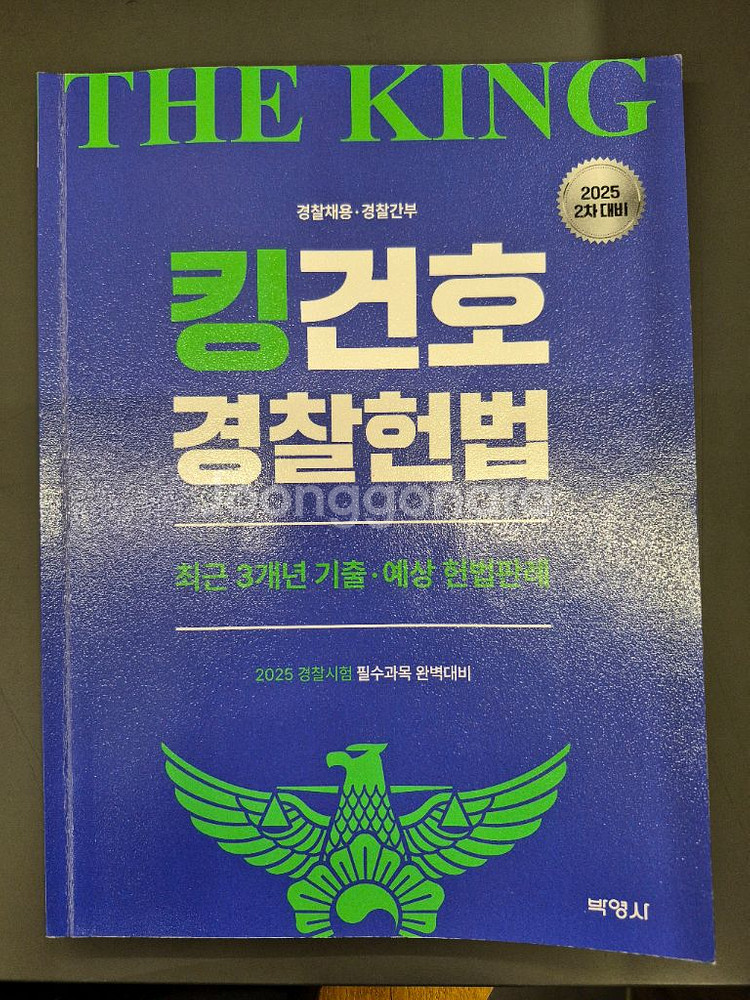 THE KING
경찰채용·경찰간부
2025
2차 대비
킹건호
경찰헌법
Joonggonara
최근 3개년 기출·예상 헌법판례
2025 경찰시험 필수과목 완벽대비
박영사